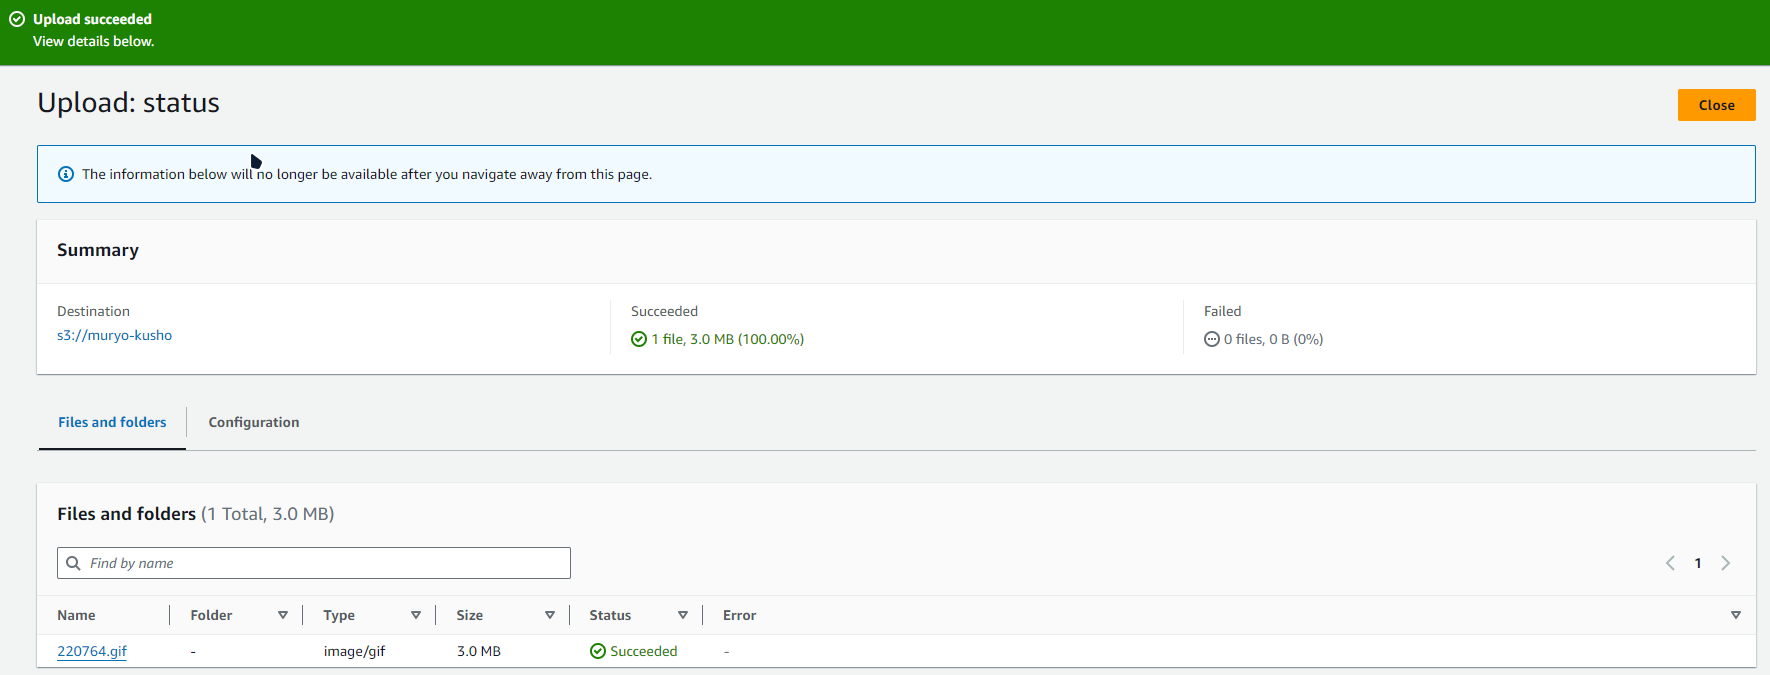 Upload succeeded
View details below.
Upload: status
Close
The information below will no longer be available after you navigate away from this page.
Summary
Destination
s3://muryo-kusho
Succeeded
1 file, 3.0 MB (100.00%)
Failed
0 files, 0 B (0%)
Files and folders
Configuration
Files and folders (1 Total, 3.0 MB)
Find by name
1
Name Folder Type Size Status Error
220764.gif - image/gif 3.0 MB Succeeded -